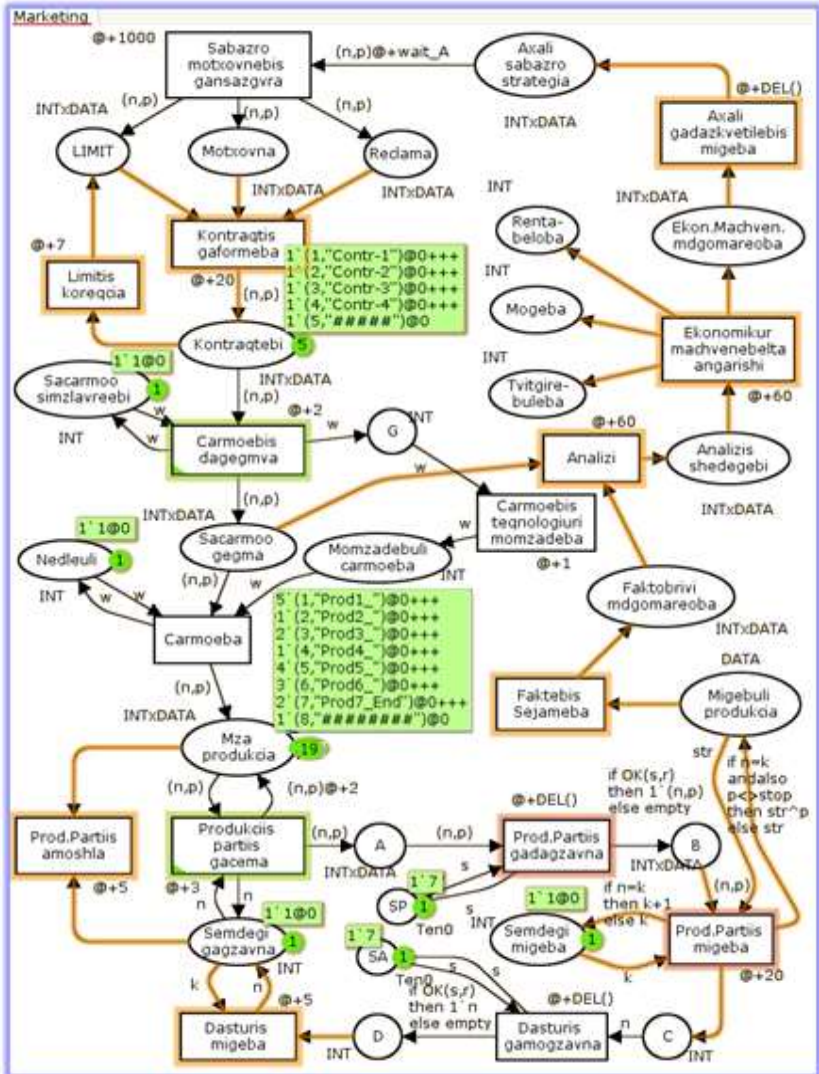 Marketing
@+1000
Sabazro
motxovnebis
gansazgvra
(n,p)@+wait_A
Axali
sabazro
strategia
INTxDATA
@+DEL()
Axali
gadazkvetilebis
migeba
INTxDATA
(n,p)
(n,p)
(n,p)
LIMIT
Motxovna
Reclama
INTxDATA
INTxDATA
INTxDATA
Ekon.Machven.
mdgomareoba
INT
Renta-
beloba
INT
Mogeba
INT
Tvitgire-
buleba
Ekonomikur
machvenebelta
angarishi
@+60
@+7
Limitis
koreqcia
Kontraqtis
gaformeba
@+20
(n,p)
1`(1,"Contr-1")@0+++
1`(2,"Contr-2")@0+++
1`(3,"Contr-3")@0+++
1`(4,"Contr-4")@0+++
1`(5,"#####")@0
Kontraqtebi
5
INTxDATA
(n,p)
1`1@0
1
Sacarmoo
simzlavreebi
INT
w
w
@+2
Carmoebis
dagegmva
w
G
INT
w
@+60
Analizi
Analizis
shedegebi
INTxDATA
(n,p)
INTxDATA
w
Carmoebis
teqnologiuri
momzadeba
@+1
w
Sacarmoo
gegma
Momzadebuli
carmoeba
INT
1`1@0
Nedleuli
1
INT
w
w
(n,p)
w
Carmoeba
(n,p)
Faktobrivi
mdgomareoba
INTxDATA
5`(1,"Prod1_")@0+++
1`(2,"Prod2_")@0+++
2`(3,"Prod3_")@0+++
1`(4,"Prod4_")@0+++
4`(5,"Prod5_")@0+++
3`(6,"Prod6_")@0+++
2`(7,"Prod7_End")@0+++
1`(8,"########")@0
DATA
Faktebis
Sejameba
Migebuli
produkcia
INTxDATA
Mza
produkcia
19
(n,p)
(n,p)@+2
str
if n=k
andalso
p<>stop
then str^p
else str
if OK(s,r)
then 1`(n,p)
else empty
@+DEL()
Prod.Partiis
amoshla
@+5
Produkciis
partiis
gacema
@+3
(n,p)
A
INTxDATA
(n,p)
Prod.Partiis
gadagzavna
B
INTxDATA
(n,p)
1`7
SP
1
Ten0
s
s
n
n
1`1@0
Semdegi
gagzavna
1
INT
if n=k
then k+1
else k
1`1@0
INT
Semdegi
migeba
1
k
Prod.Partiis
migeba
@+20
1`7
SA
1
Ten0
s
s
if OK(s,r)
then 1`n
else empty
@+DEL()
k
n
@+5
Dasturis
migeba
INT
D
INT
Dasturis
gamogzavna
n
C
INT